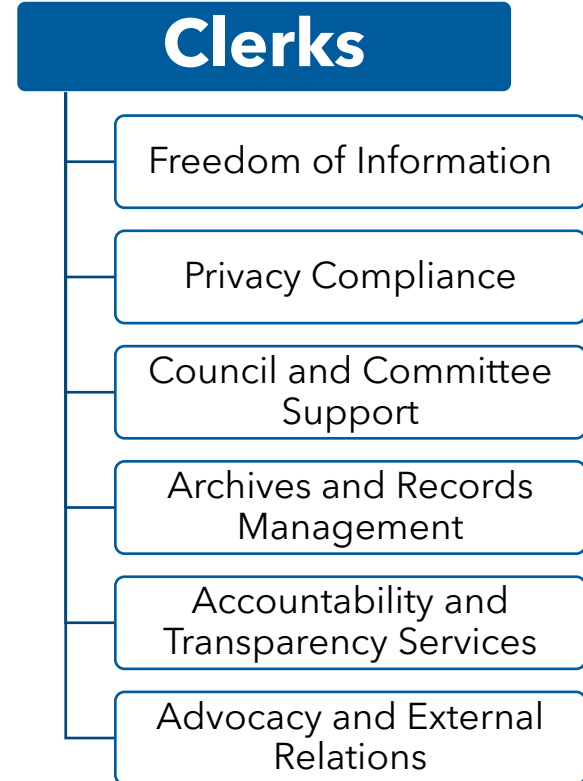 Clerks
Freedom of Information
Privacy Compliance
Council and Committee
Support
Archives and Records
Management
Accountability and
Transparency Services
Advocacy and External
Relations